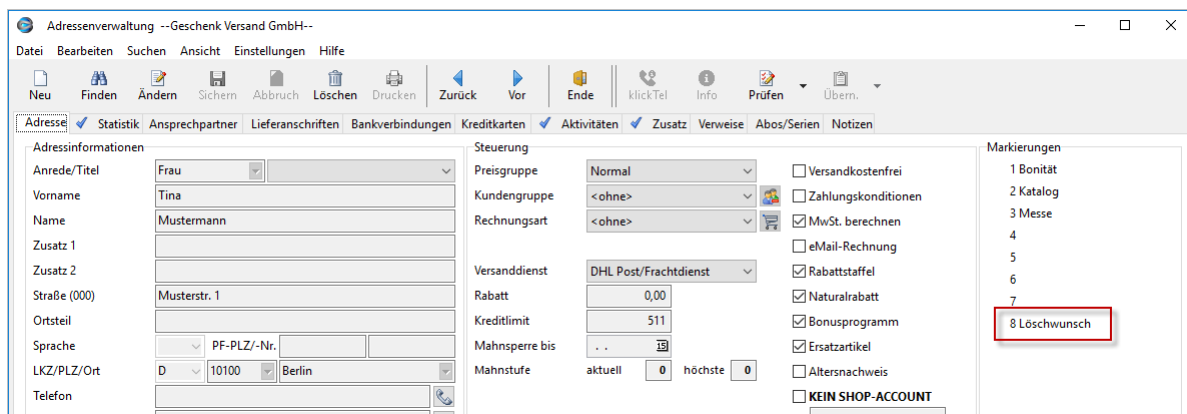 Adressenverwaltung --Geschenk Versand GmbH--
Datei Bearbeiten Suchen Ansicht Einstellungen Hilfe
Neu Finden Ändern Sichern Abbruch Löschen Drucken Zurück Vor Ende klickTel Info Prüfen Übern.
Adresse Statistik Ansprechpartner Lieferanschriften Bankverbindungen Kreditkarten Aktivitäten Zusatz Verweise Abos/Serien Notizen
Adressinformationen
Anrede/Titel Frau
Vorname Tina
Name Mustermann
Zusatz 1
Zusatz 2
Straße (000) Musterstr. 1
Ortsteil
Sprache PF-PLZ/-Nr.
LKZ/PLZ/Ort D 10100 Berlin
Telefon
Steuerung
Preisgruppe Normal
Kundengruppe <ohne>
Rechnungsart <ohne>
Versanddienst DHL Post/Frachtdienst
Rabatt 0,00
Kreditlimit 511
Mahnsperre bis . . 15
Mahnstufe aktuell 0 höchste 0
Versandkostenfrei
Zahlungskonditionen
MwSt. berechnen
eMail-Rechnung
Rabattstaffel
Naturalrabatt
Bonusprogramm
Ersatzartikel
Altersnachweis
KEIN SHOP-ACCOUNT
Markierungen
1 Bonität
2 Katalog
3 Messe
4
5
6
7
8 Löschwunsch